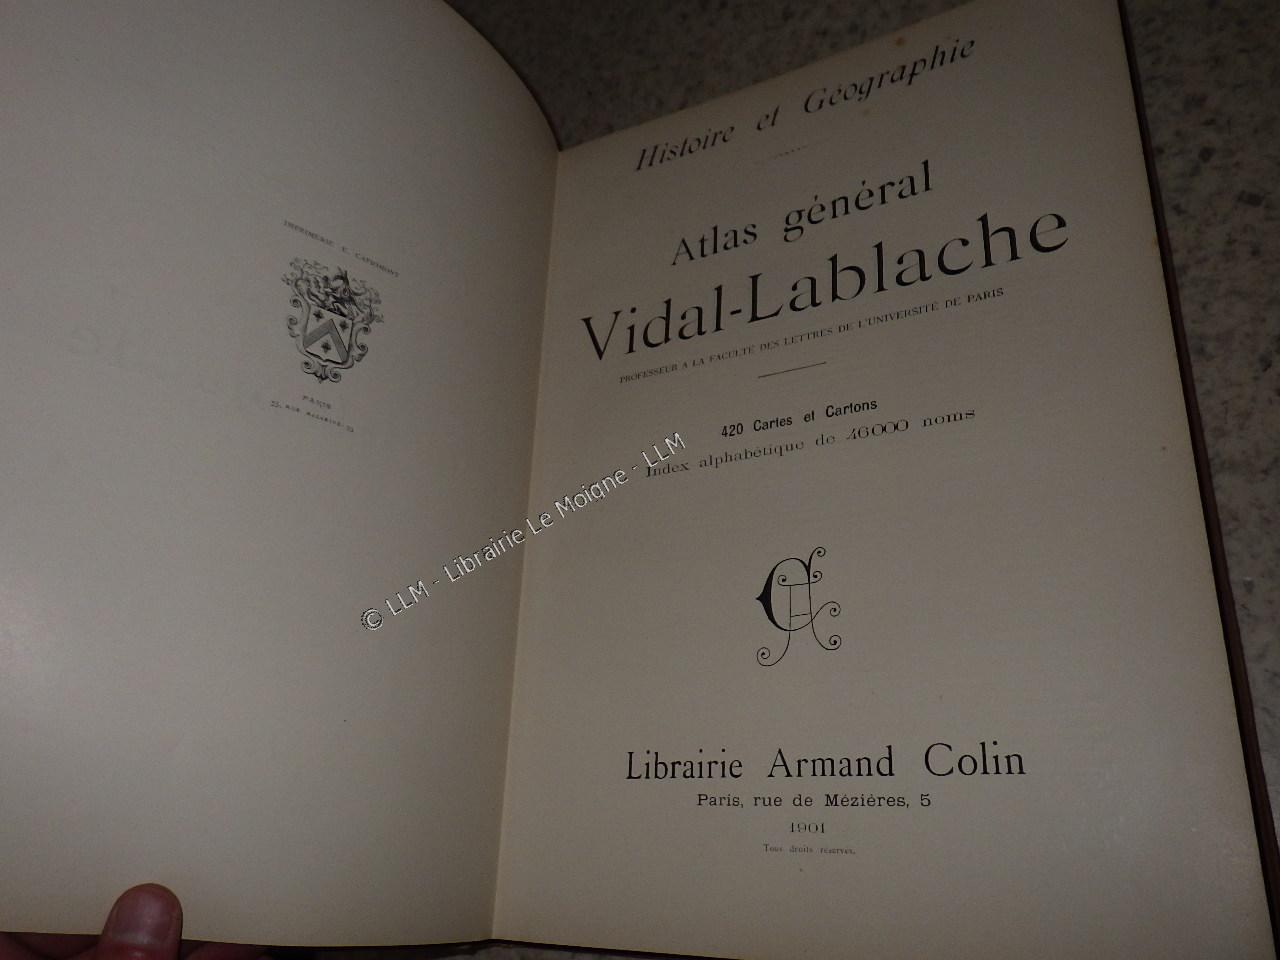 IMPRIMERIE E. CAPIOMONT
PARIS
Histoire et Géographie
Atlas général
Vidal-Lablache
PROFESSEUR A LA FACULTÉ DES LETTRES DE L'UNIVERSITÉ DE PARIS
420 Cartes et Cartons
Index alphabétique de 46000 noms
Librairie Armand Colin
Paris, rue de Mézières, 5
1901
Tous droits réservés.
© LLM - Librairie Le Moigne - LLM